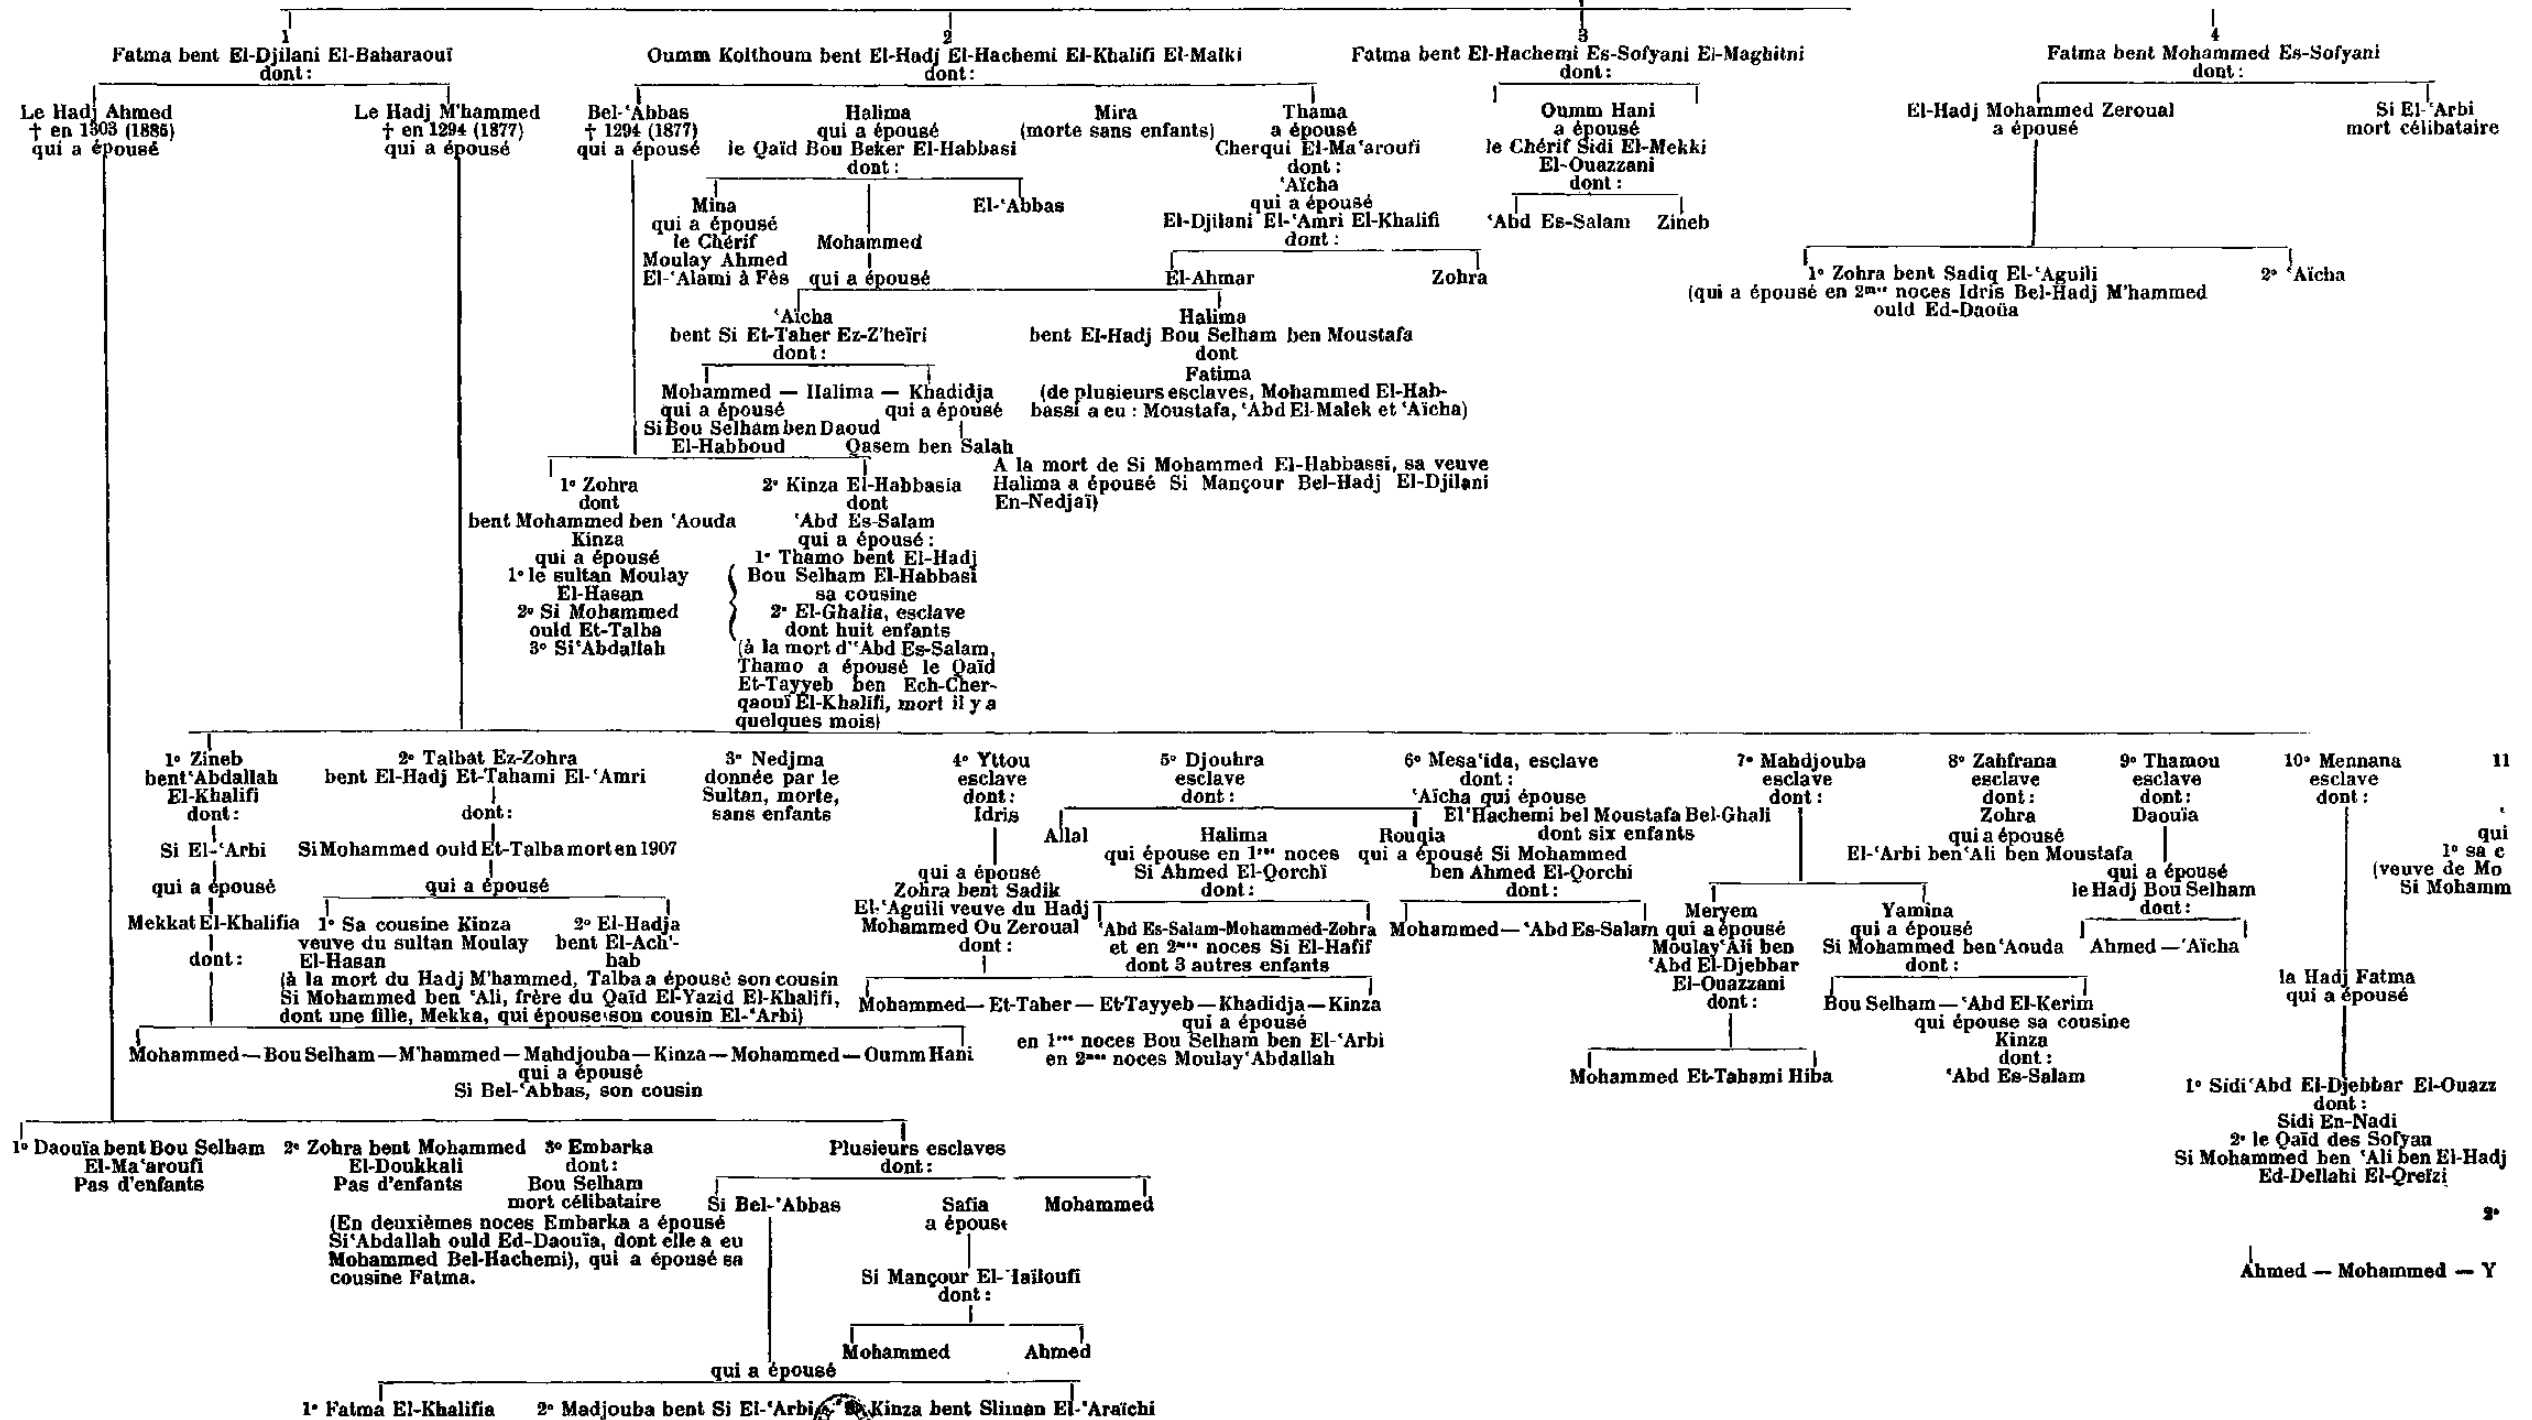 1
Fatma bent El-Djilani El-Baharaouï
dont :
Le Hadj Ahmed
† en 1303 (1885)
qui a épousé
Le Hadj M'hammed
† en 1294 (1877)
qui a épousé
2
Oumm Kolthoum bent El-Hadj El-Hachemi El-Khalifi El-Malki
dont :
Bel-‘Abbas
† 1294 (1877)
qui a épousé
Halima
qui a épousé
le Qaïd Bou Beker El-Habbasi
dont :
Mira
(morte sans enfants)
Thama
a épousé
Cherqui El-Ma‘aroufi
dont :
‘Aïcha
qui a épousé
El-Djilani El-‘Amri El-Khalifi
dont :
El-Ahmar
Zohra
Mina
qui a épousé
le Chérif
Moulay Ahmed
El-‘Alami à Fès
Mohammed
qui a épousé
El-‘Abbas
‘Aïcha
bent Si Et-Taher Ez-Z'heïri
dont :
Halima
bent El-Hadj Bou Selham ben Moustafa
dont
Fatima
(de plusieurs esclaves, Mohammed El-Hab-
bassi a eu : Moustafa, ‘Abd El-Malek et ‘Aïcha)
Mohammed — Halima — Khadidja
qui a épousé
Si Bou Selham ben Daoud
El-Habboud
qui a épousé
Qasem ben Salah
A la mort de Si Mohammed El-Habbassi, sa veuve
Halima a épousé Si Mançour Bel-Hadj El-Djilani
En-Nedjaï)
3
Fatma bent El-Hachemi Es-Sofyani El-Maghitni
dont :
Oumm Hani
a épousé
le Chérif Sidi El-Mekki
El-Ouazzani
dont :
‘Abd Es-Salam
Zineb
4
Fatma bent Mohammed Es-Sofyani
dont :
El-Hadj Mohammed Zeroual
a épousé
Si El-‘Arbi
mort célibataire
1° Zohra bent Sadiq El-‘Aguili
(qui a épousé en 2mes noces Idris Bel-Hadj M'hammed
ould Ed-Daoüa
2° ‘Aïcha
1° Zohra
dont
bent Mohammed ben ‘Aouda
Kinza
qui a épousé
1° le sultan Moulay
El-Hasan
2° Si Mohammed
ould Et-Talba
3° Si ‘Abdallah
2° Kinza El-Habbasia
dont
‘Abd Es-Salam
qui a épousé :
1° Thamo bent El-Hadj
Bou Selham El-Habbasi
sa cousine
2° El-Ghalia, esclave
dont huit enfants
(à la mort d'‘Abd Es-Salam,
Thamo a épousé le Qaïd
Et-Tayyeb ben Ech-Cher-
qaouï El-Khalifi, mort il y a
quelques mois)
1° Zineb
bent ‘Abdallah
El-Khalifi
dont :
Si El-‘Arbi
qui a épousé
Mekkat El-Khalifia
dont :
2° Talbat Ez-Zohra
bent El-Hadj Et-Tahami El-‘Amri
dont :
Si Mohammed ould Et-Talba mort en 1907
qui a épousé
1° Sa cousine Kinza
veuve du sultan Moulay
El-Hasan
2° El-Hadja
bent El-Ach'-
hab
(à la mort du Hadj M'hammed, Talba a épousé son cousin
Si Mohammed ben ‘Ali, frère du Qaïd El-Yazid El-Khalifi,
dont une fille, Mekka, qui épouse son cousin El-‘Arbi)
Mohammed — Bou Selham — M'hammed — Mahdjouba — Kinza — Mohammed — Oumm Hani
qui a épousé
Si Bel-‘Abbas, son cousin
3° Nedjma
donnée par le
Sultan, morte,
sans enfants
4° Yttou
esclave
dont :
Idris
qui a épousé
Zohra bent Sadik
El-‘Aguili veuve du Hadj
Mohammed Ou Zeroual
dont :
Mohammed — Et-Taher — Et-Tayyeb — Khadidja — Kinza
qui a épousé
en 1res noces Bou Selham ben El-‘Arbi
en 2mes noces Moulay ‘Abdallah
5° Djouhra
esclave
dont :
Allal
Halima
qui épouse en 1res noces
Si Ahmed El-Qorchï
dont :
‘Abd Es-Salam-Mohammed-Zohra
et en 2mes noces Si El-Hafif
dont 3 autres enfants
Rouqia
qui a épousé Si Mohammed
ben Ahmed El-Qorchi
dont :
Mohammed — ‘Abd Es-Salam
6° Mesa‘ida, esclave
dont :
‘Aïcha qui épouse
El'Hachemi bel Moustafa Bel-Ghali
dont six enfants
7° Mahdjouba
esclave
dont :
Meryem
qui a épousé
Moulay ‘Ali ben
‘Abd El-Djebbar
El-Ouazzani
dont :
Mohammed Et-Tahami Hiba
Yamina
qui a épousé
Si Mohammed ben ‘Aouda
dont :
Bou Selham — ‘Abd El-Kerim
qui épouse sa cousine
Kinza
dont :
‘Abd Es-Salam
8° Zahfrana
esclave
dont :
Zohra
qui a épousé
El-‘Arbi ben ‘Ali ben Moustafa
9° Thamou
esclave
dont :
Daouïa
qui a épousé
le Hadj Bou Selham
dont :
Ahmed — ‘Aïcha
10° Mennana
esclave
dont :
la Hadj Fatma
qui a épousé
1° Sidi ‘Abd El-Djebbar El-Ouazz
dont :
Sidi En-Nadi
2° le Qaïd des Sofyan
Si Mohammed ben ‘Ali ben El-Hadj
Ed-Dellahi El-Qreïzi
11
qui
1° sa c
(veuve de Mo
Si Mohamm
2°
Ahmed — Mohammed — Y
1° Daouïa bent Bou Selham
El-Ma‘aroufi
Pas d'enfants
2° Zohra bent Mohammed
El-Doukkali
Pas d'enfants
3° Embarka
dont :
Bou Selham
mort célibataire
(En deuxièmes noces Embarka a épousé
Si ‘Abdallah ould Ed-Daouïa, dont elle a eu
Mohammed Bel-Hachemi), qui a épousé sa
cousine Fatma.
Plusieurs esclaves
dont :
Si Bel-‘Abbas
Safia
a épousé
Si Mançour
dont :
Mohammed
Ahmed
Mohammed
qui a épousé
1° Fatma El-Khalifia
2° Madjouba bent Si El-‘Arbi
Kinza bent Sliman El-‘Araïchi